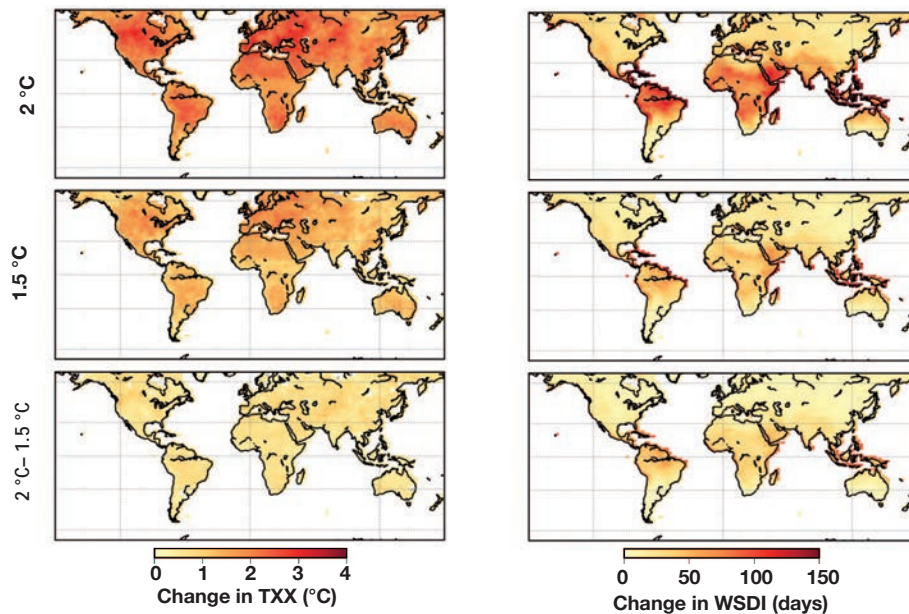 2 °C
1.5 °C
2 °C– 1.5 °C
0 1 2 3 4
Change in TXX (°C)
0 50 100 150
Change in WSDI (days)